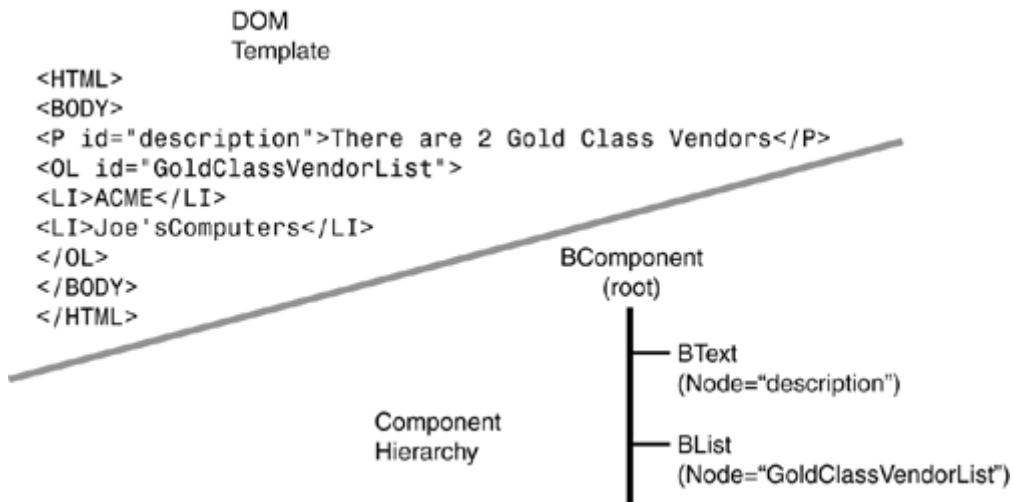 DOM
Template
<HTML>
<BODY>
<P id="description">There are 2 Gold Class Vendors</P>
<OL id="GoldClassVendorList">
<LI>ACME</LI>
<LI>Joe'sComputers</LI>
</OL>
</BODY>
</HTML>
BComponent
(root)
BText
(Node=“description”)
Component
Hierarchy
BList
(Node=“GoldClassVendorList”)